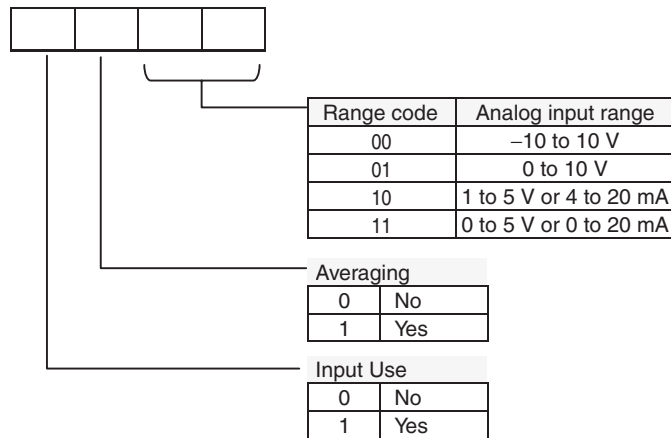 Range code Analog input range
00 –10 to 10 V
01 0 to 10 V
10 1 to 5 V or 4 to 20 mA
11 0 to 5 V or 0 to 20 mA
Averaging
0 No
1 Yes
Input Use
0 No
1 Yes